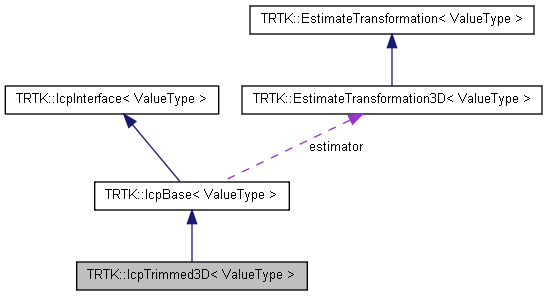 TRTK::EstimateTransformation< ValueType >
TRTK::IcpInterface< ValueType >
TRTK::EstimateTransformation3D< ValueType >
estimator
TRTK::IcpBase< ValueType >
TRTK::IcpTrimmed3D< ValueType >